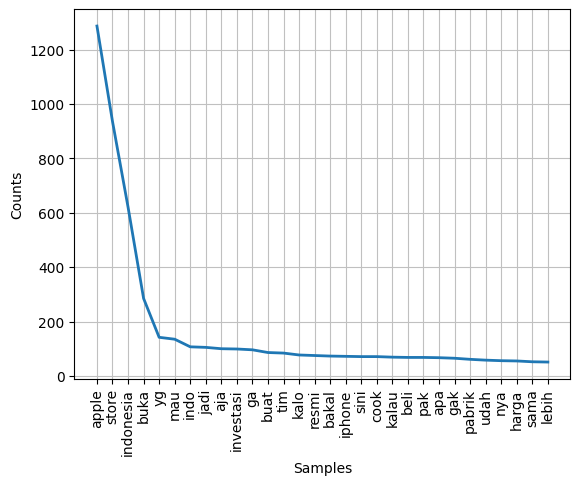 1200
1000
800
600
400
200
0
Counts
apple
store
indonesia
buka
yg
mau
indo
jadi
aja
investasi
ga
buat
tim
kalo
resmi
bakal
iphone
sini
cook
kalau
beli
pak
apa
gak
pabrik
udah
nya
harga
sama
lebih
Samples